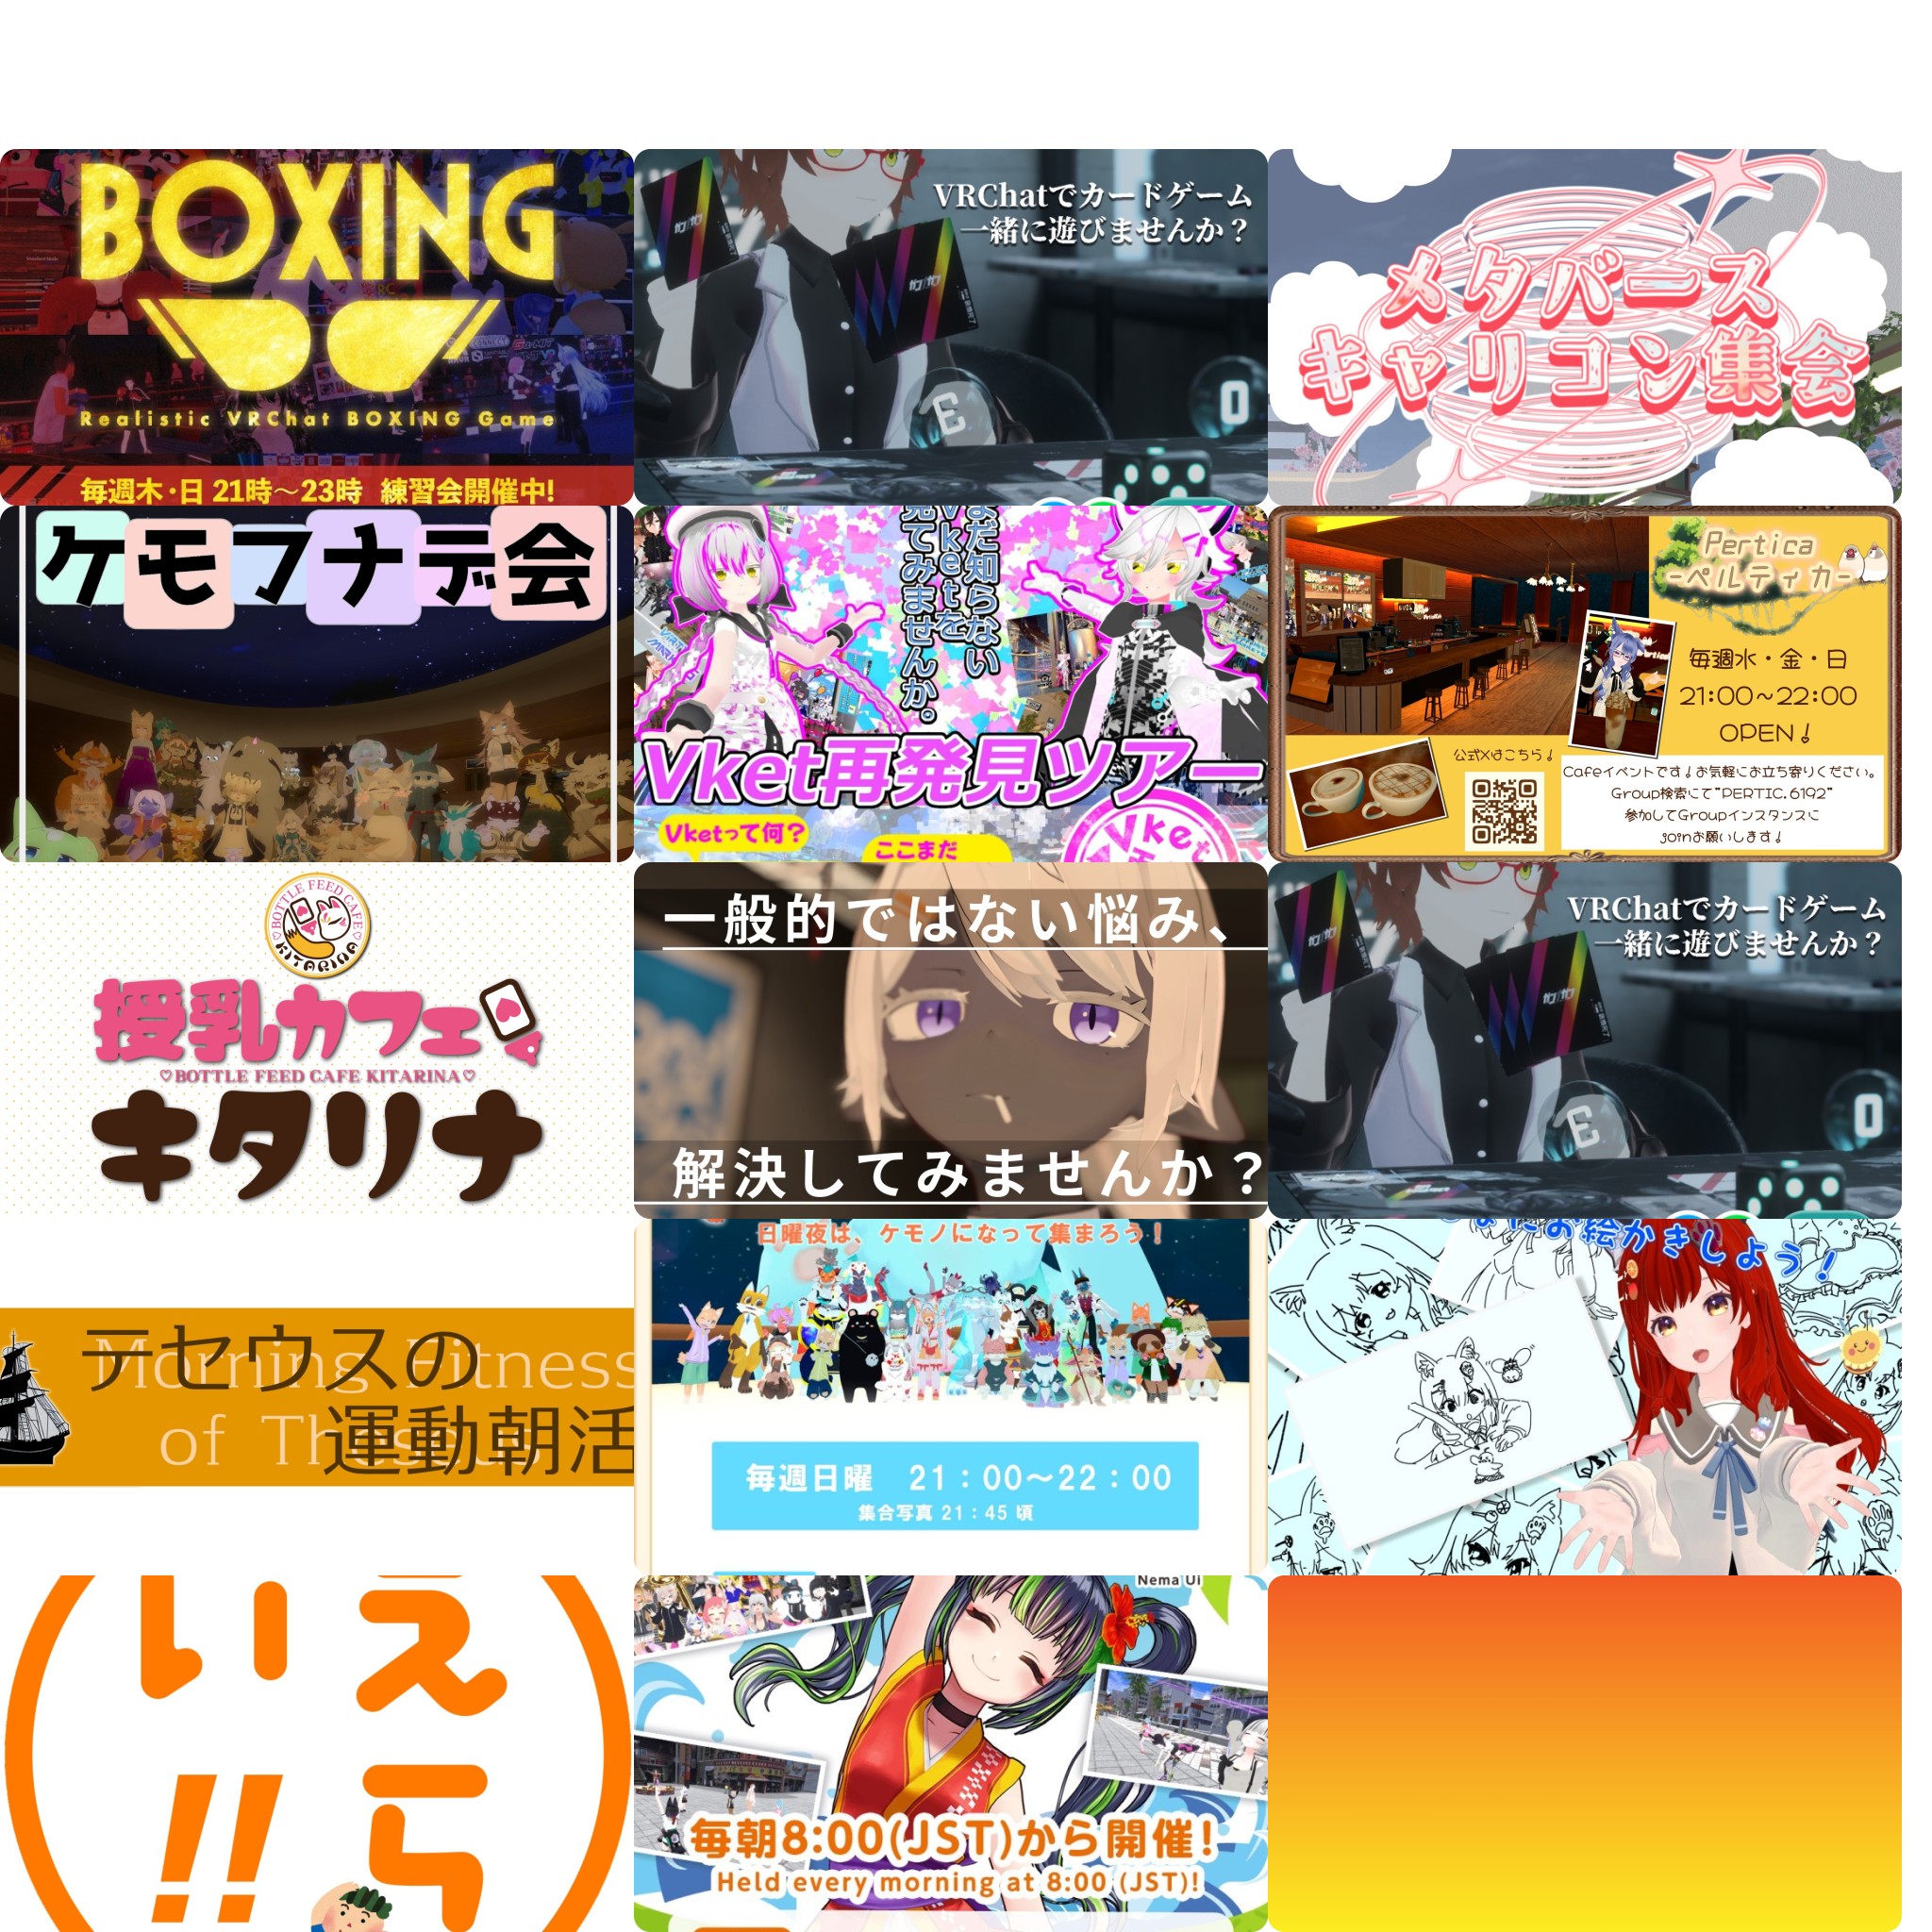 BOXING
Realistic VRChat BOXING Game
毎週木・日 21時～23時 練習会開催中!
VRChatでカードゲーム
一緒に遊びませんか？
E
0
メタバース
キャリコン集会
ケモフナデ会
まだ知らない
Vketを
見てみませんか。
Vket再発見ツアー
Vketって何？
ここまだ
Vket
Pertica
-ペルティカ-
毎週水・金・日
21:00~22:00
OPEN!
公式Xはこちら!
Cafeイベントです!お気軽にお立ち寄りください。
Group検索にて"PERTIC.6192"
参加してGroupインスタンスに
joinお願いします!
BOTTLE FEED CAFE
KITARINA
授乳カフェ
♡BOTTLE FEED CAFE KITARINA♡
キタリナ
一般的ではない悩み、
解決してみませんか？
VRChatでカードゲーム
一緒に遊びませんか？
E
0
テセウスの
運動朝活
Morning Fitness
of Theseus
日曜夜は、ケモノになって集まろう！
毎週日曜 21：00～22：00
集合写真 21：45 頃
お絵かきしよう！
えら
い!!
Nema Ui
毎朝8:00(JST)から開催!
Held every morning at 8:00 (JST)!